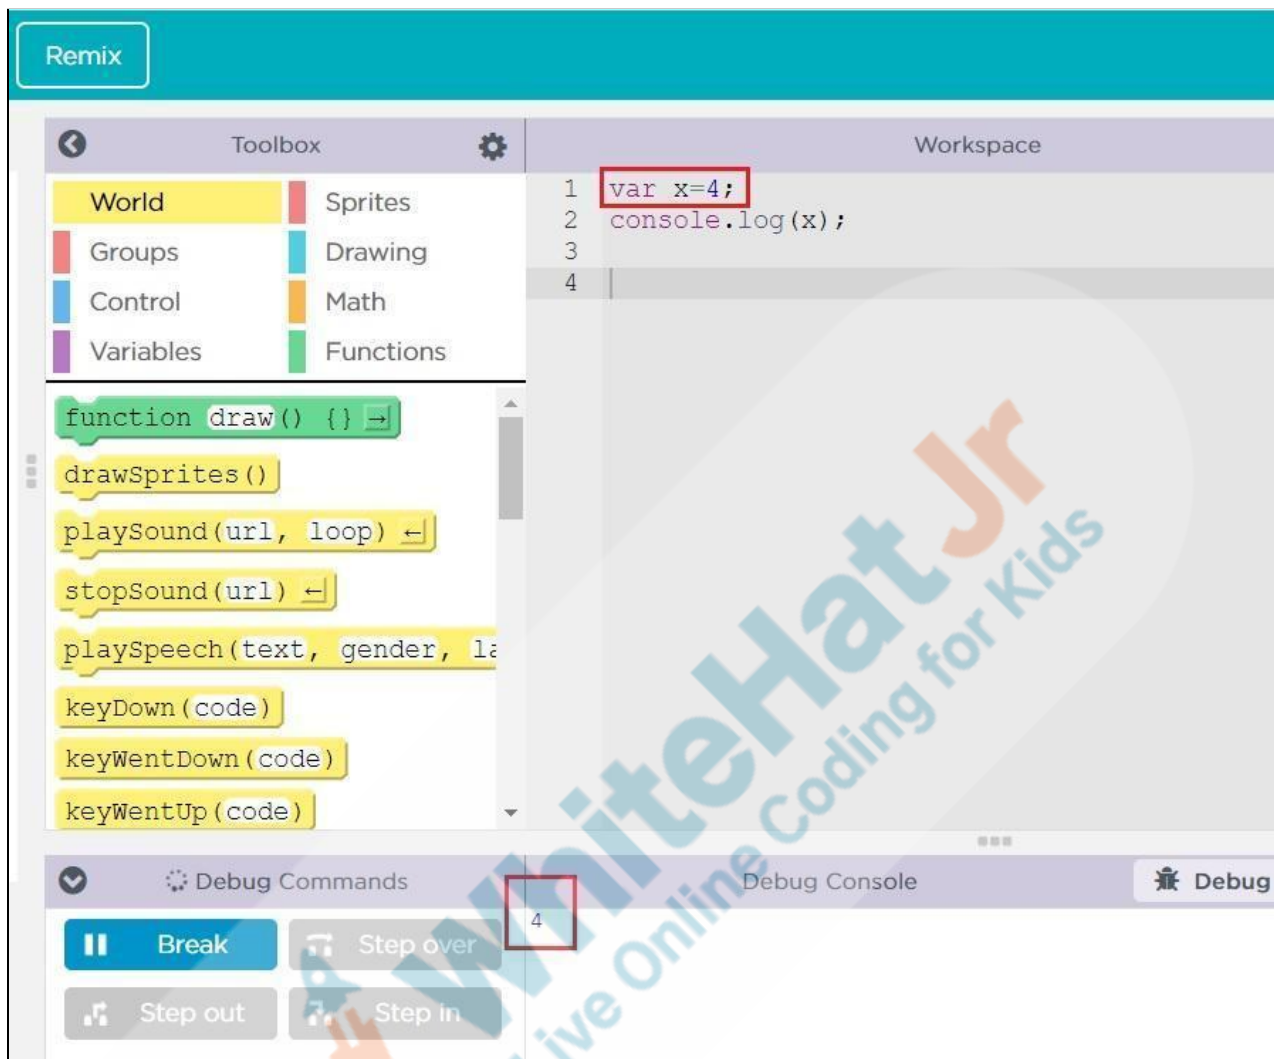 Remix
Toolbox
Workspace
World
Sprites
Groups
Drawing
Control
Math
Variables
Functions
1 var x=4;
2 console.log(x);
3
4
function draw() {} →
drawSprites()
playSound(url, loop) ←
stopSound(url) ←
playSpeech(text, gender, la
keyDown(code)
keyWentDown(code)
keyWentUp(code)
Debug Commands
Debug Console
Debug
4
Break
Step over
Step out
Step in
WhiteHat Jr
Live Online Coding for Kids